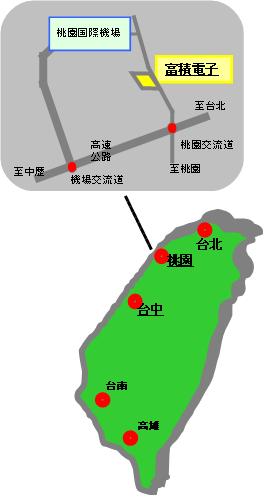 桃園国際機場
富積電子
至台北
高速
公路
桃園交流道
至中歴
至桃園
機場交流道
台北
桃園
台中
台南
高雄